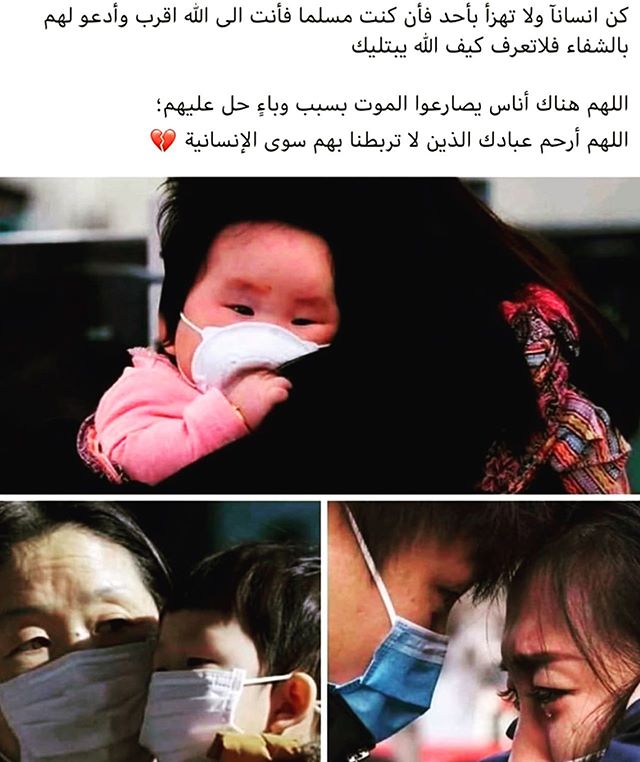 كن انسانآ ولا تهزأ بأحد فأن كنت مسلما فأنت الى الله اقرب وأدعو لهم
بالشفاء فلاتعرف كيف الله يبتليك
اللهم هناك أناس يصارعوا الموت بسبب وباءٍ حل عليهم؛
اللهم أرحم عبادك الذين لا تربطنا بهم سوى الإنسانية 💔